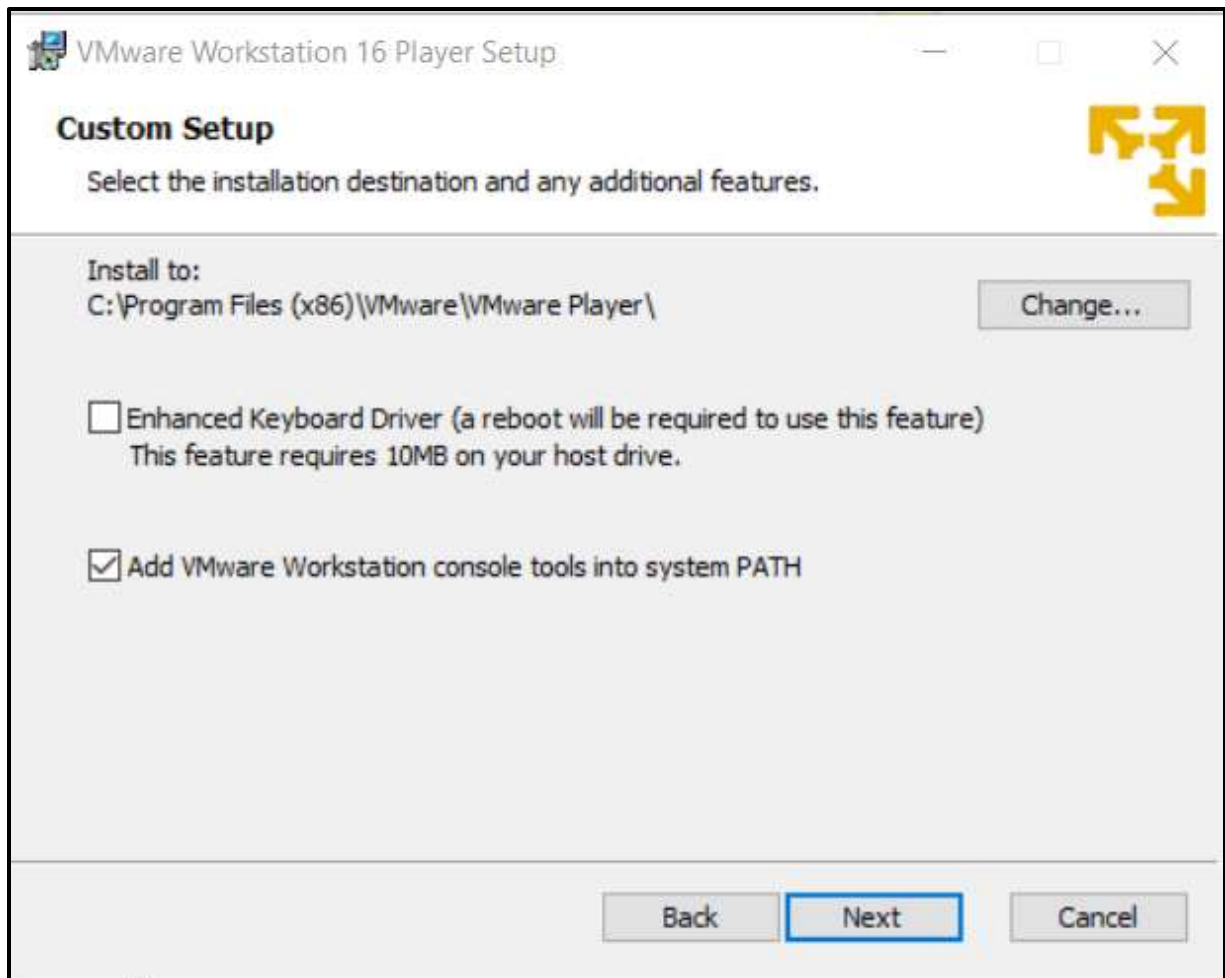 VMware Workstation 16 Player Setup
Custom Setup
Select the installation destination and any additional features.
Install to:
C:\Program Files (x86)\VMware\VMware Player\
Change...
Enhanced Keyboard Driver (a reboot will be required to use this feature)
This feature requires 10MB on your host drive.
Add VMware Workstation console tools into system PATH
Back
Next
Cancel